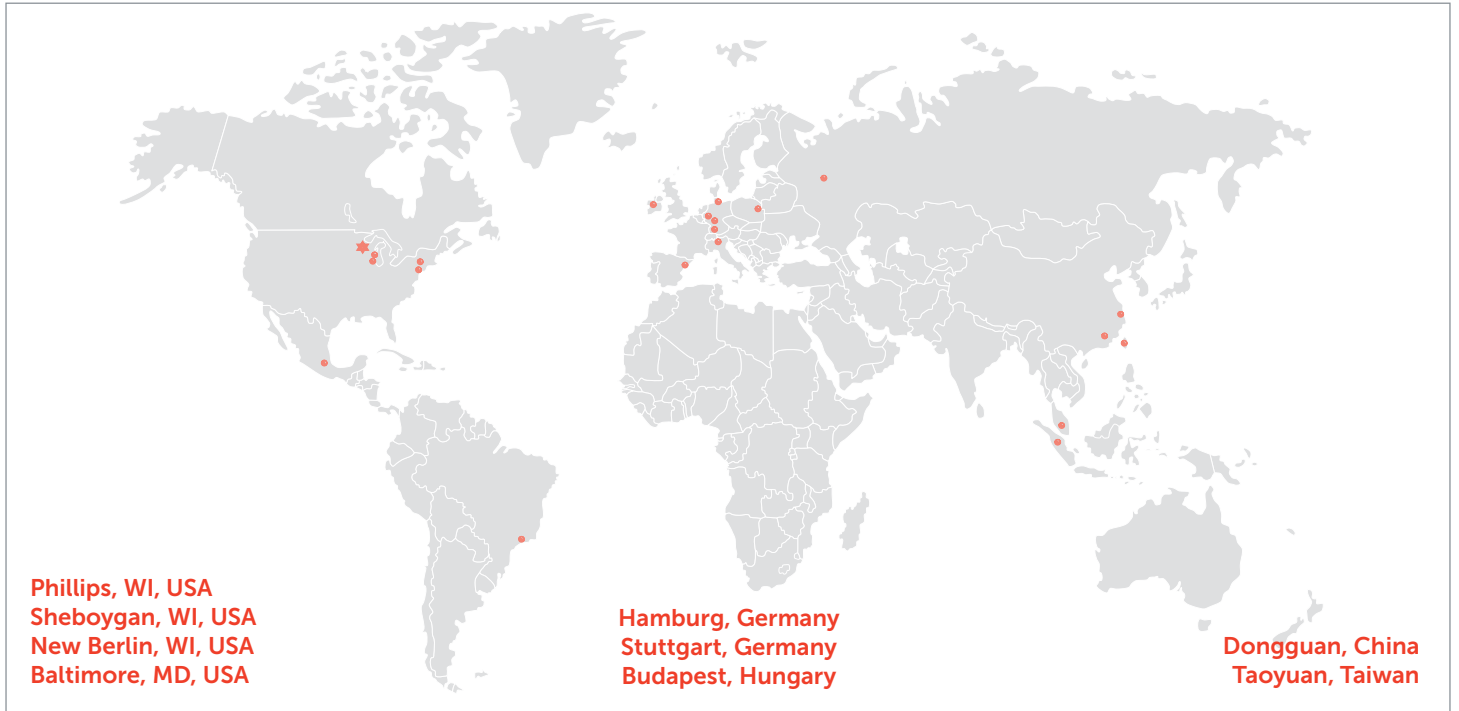 Phillips, WI, USA
Sheboygan, WI, USA
New Berlin, WI, USA
Baltimore, MD, USA
Hamburg, Germany
Stuttgart, Germany
Budapest, Hungary
Dongguan, China
Taoyuan, Taiwan